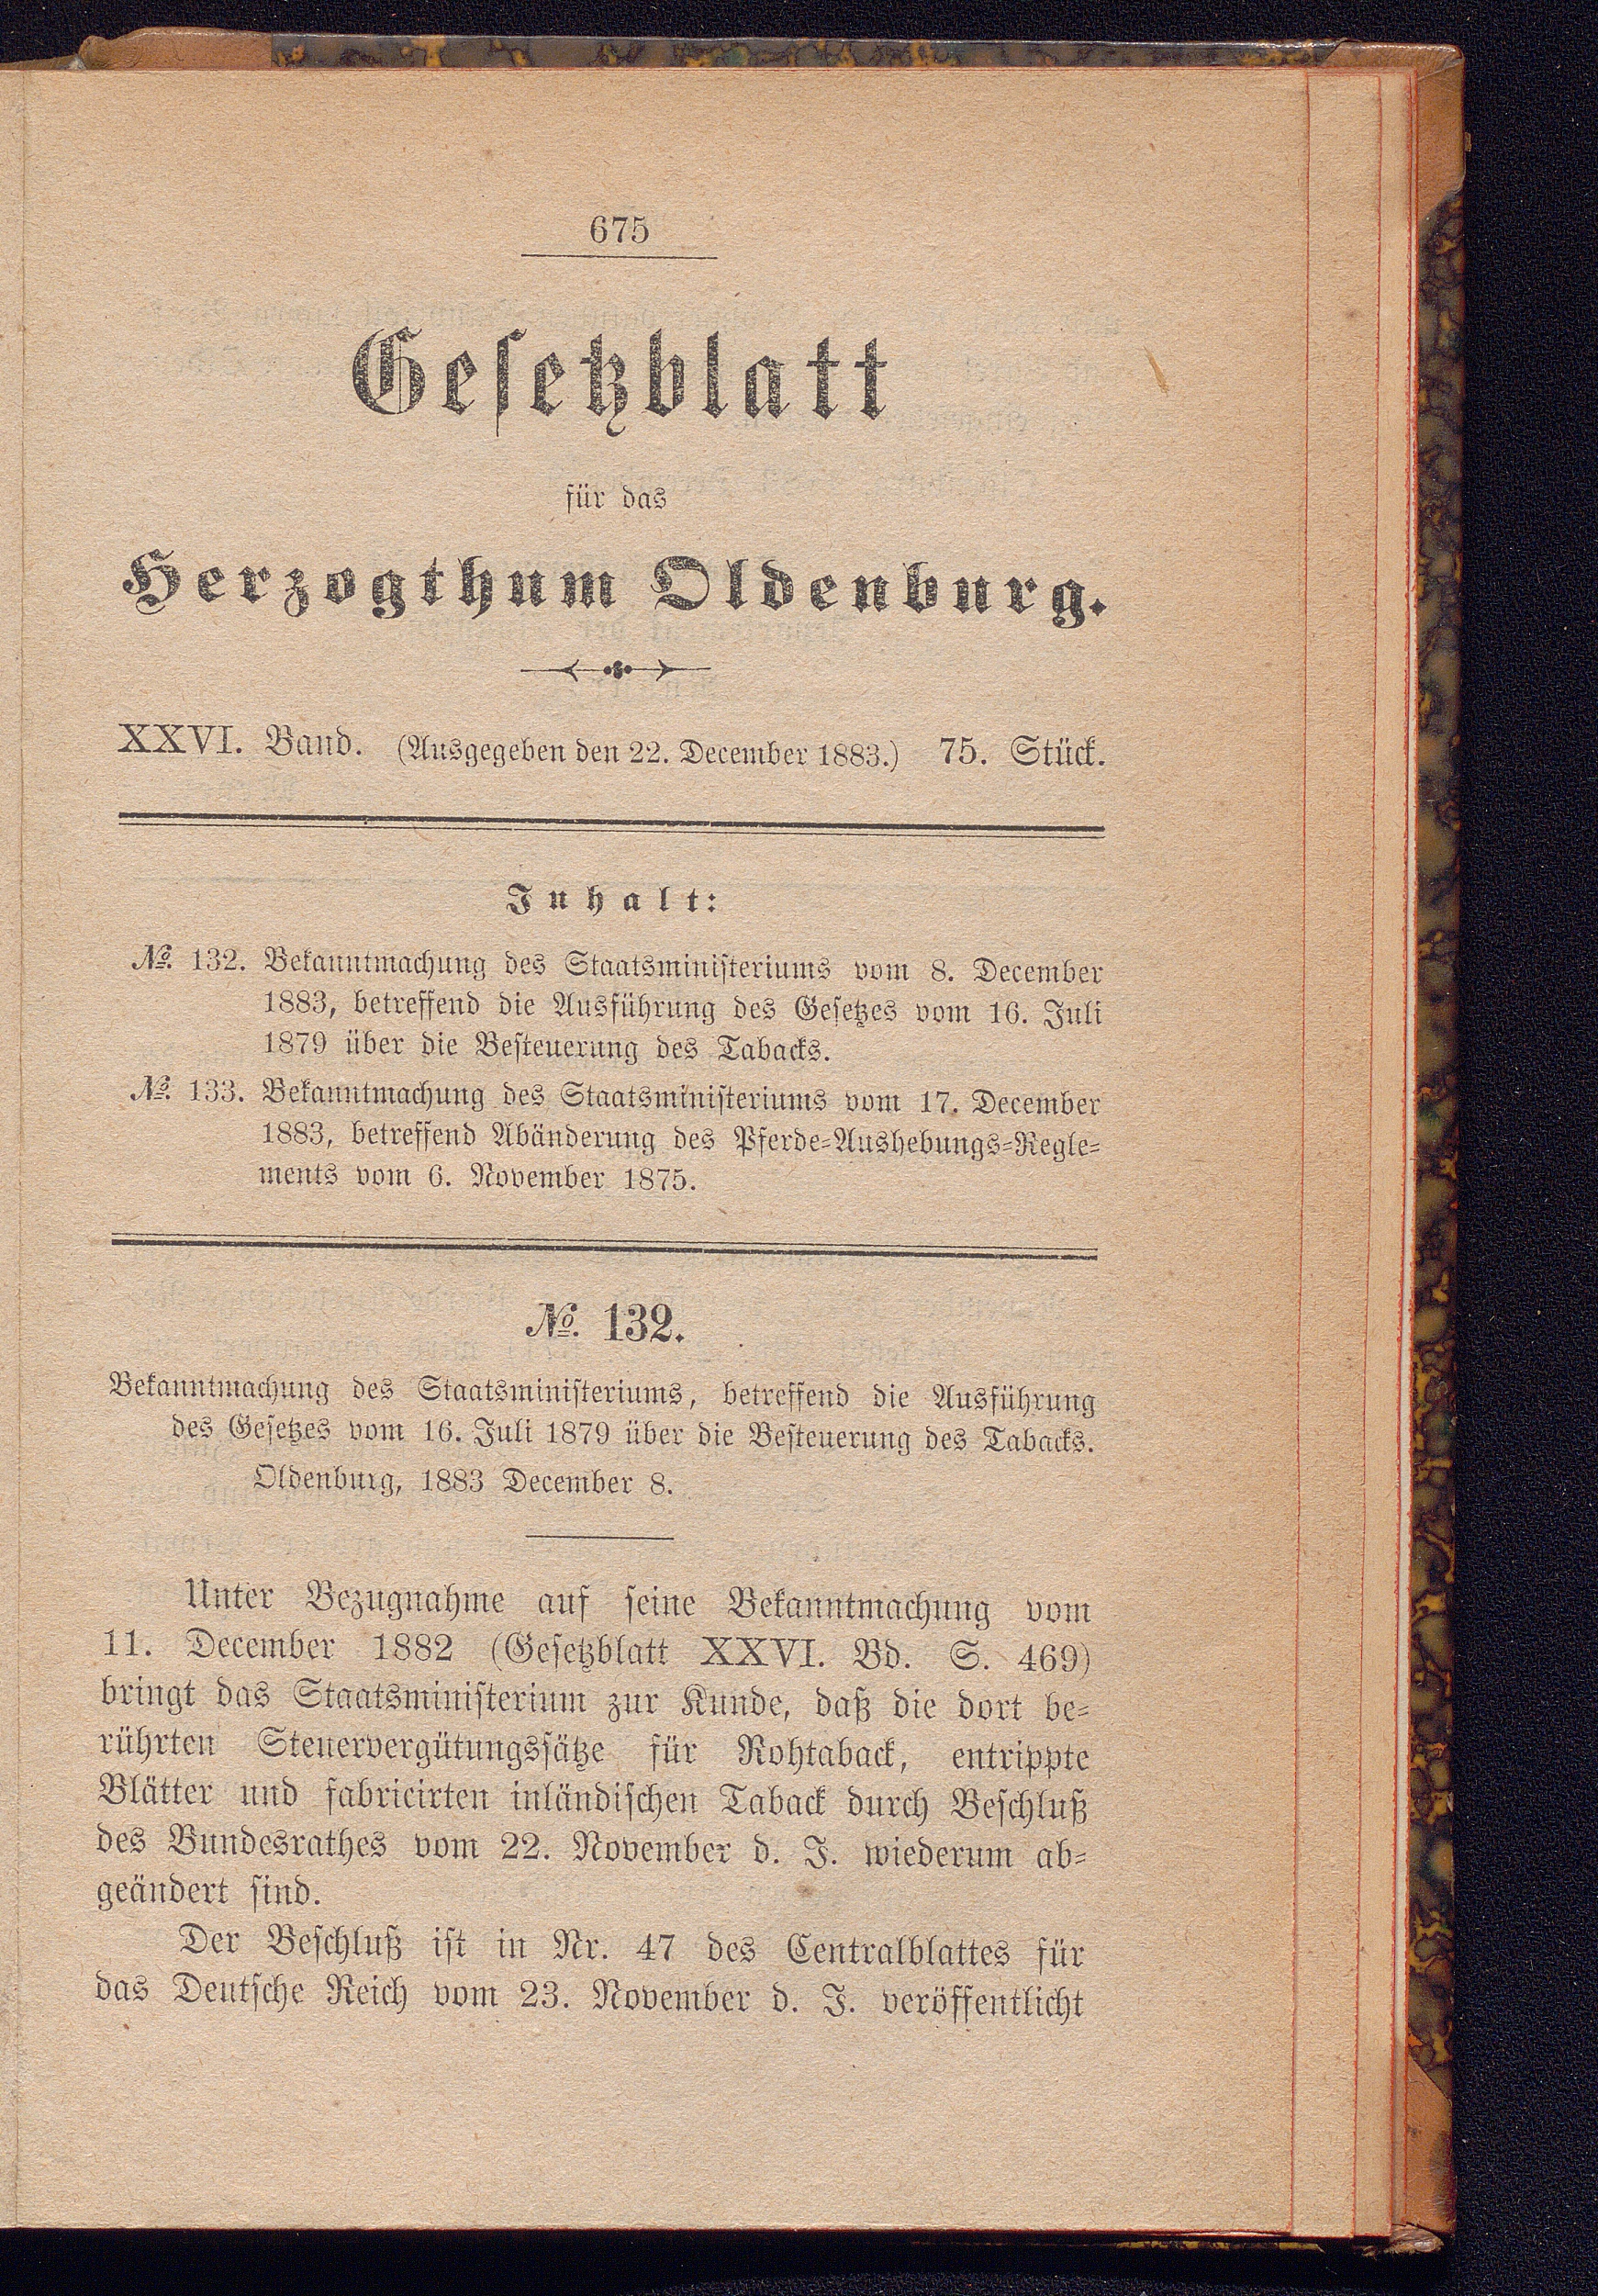 675
Gesetzblatt
für das
Herzogthum Oldenburg.
XXVI. Band. (Ausgegeben den 22. December 1883.) 75. Stück.
Inhalt:
№. 132. Bekanntmachung des Staatsministeriums vom 8. December
1883, betreffend die Ausführung des Gesetzes vom 16. Juli
1879 über die Besteuerung des Tabacks.
№. 133. Bekanntmachung des Staatsministeriums vom 17. December
1883, betreffend Abänderung des Pferde-Aushebungs-Regle-
ments vom 6. November 1875.
№. 132.
Bekanntmachung des Staatsministeriums, betreffend die Ausführung
des Gesetzes vom 16. Juli 1879 über die Besteuerung des Tabacks.
Oldenburg, 1883 December 8.
Unter Bezugnahme auf seine Bekanntmachung vom
11. December 1882 (Gesetzblatt XXVI. Bd. S. 469)
bringt das Staatsministerium zur Kunde, daß die dort be-
rührten Steuervergütungssätze für Rohtaback, entrippte
Blätter und fabricirten inländischen Taback durch Beschluß
des Bundesrathes vom 22. November d. J. wiederum ab-
geändert sind.
Der Beschluß ist in Nr. 47 des Centralblattes für
das Deutsche Reich vom 23. November d. J. veröffentlicht